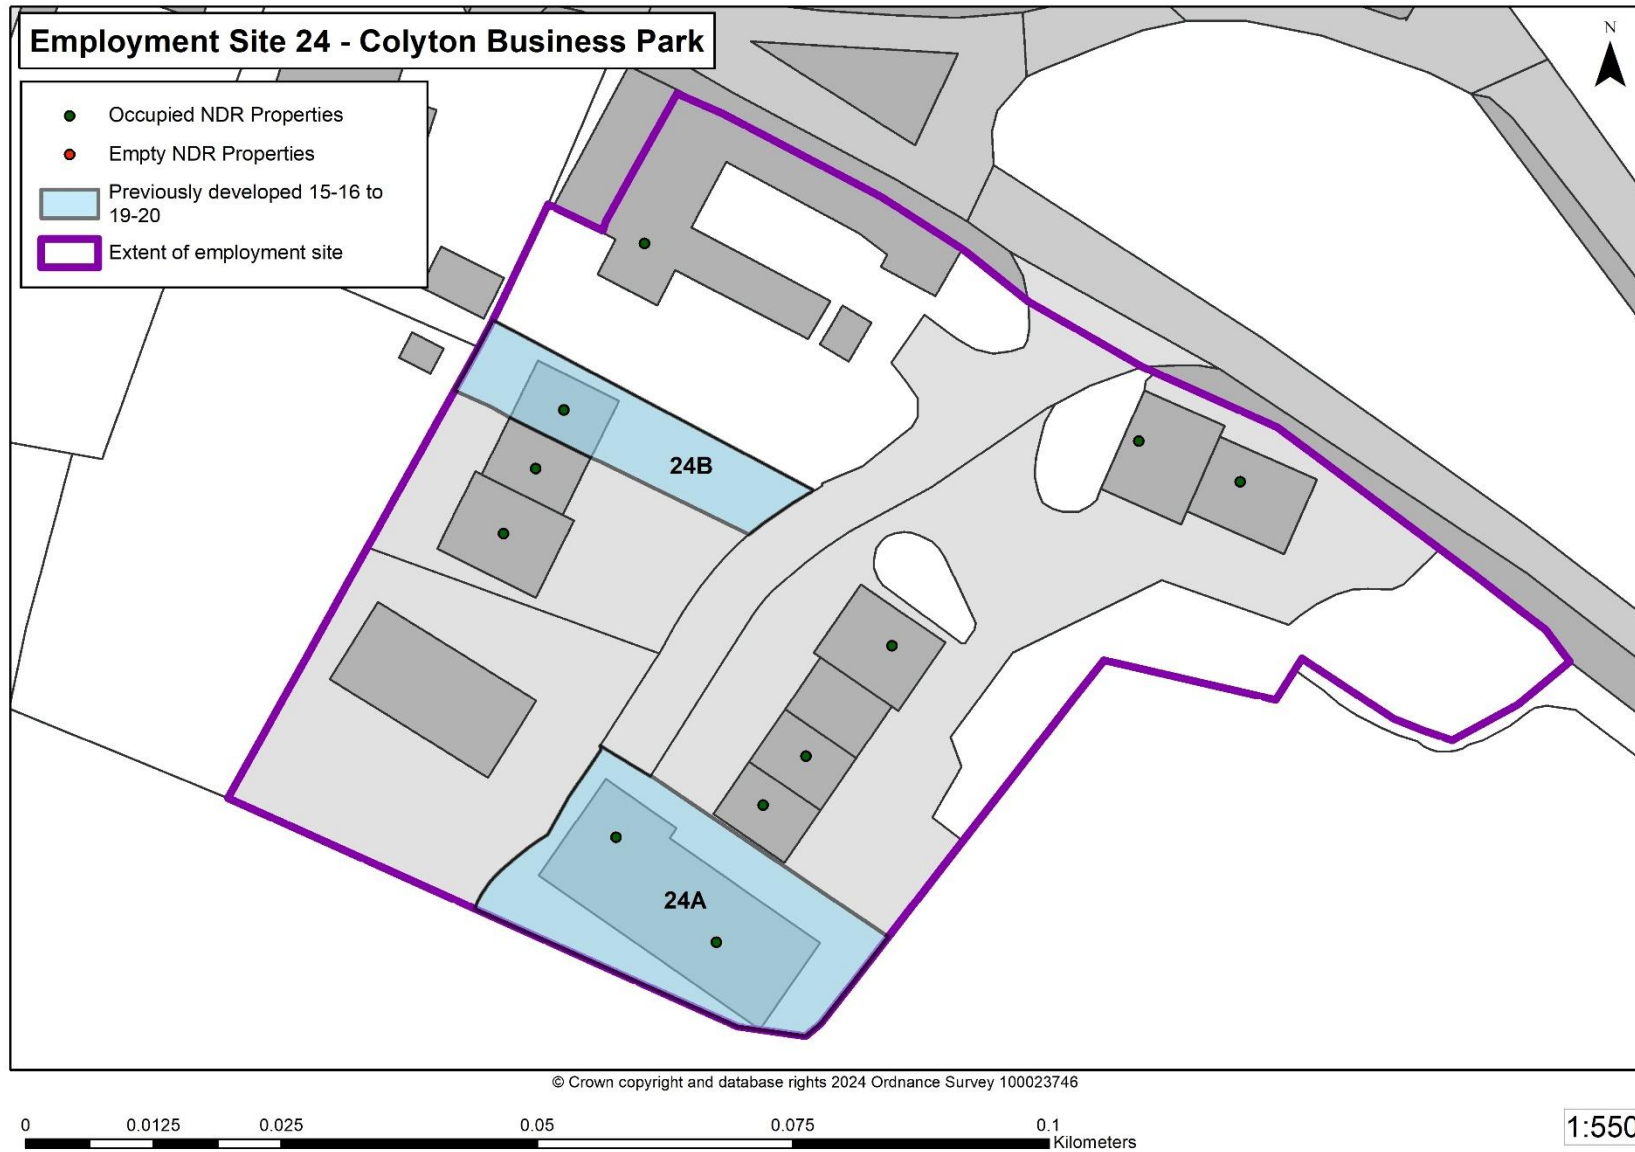 Employment Site 24 - Colyton Business Park
N
Occupied NDR Properties
Empty NDR Properties
Previously developed 15-16 to
19-20
Extent of employment site
24B
24A
© Crown copyright and database rights 2024 Ordnance Survey 100023746
0 0.0125 0.025 0.05 0.075 0.1
Kilometers
1:550